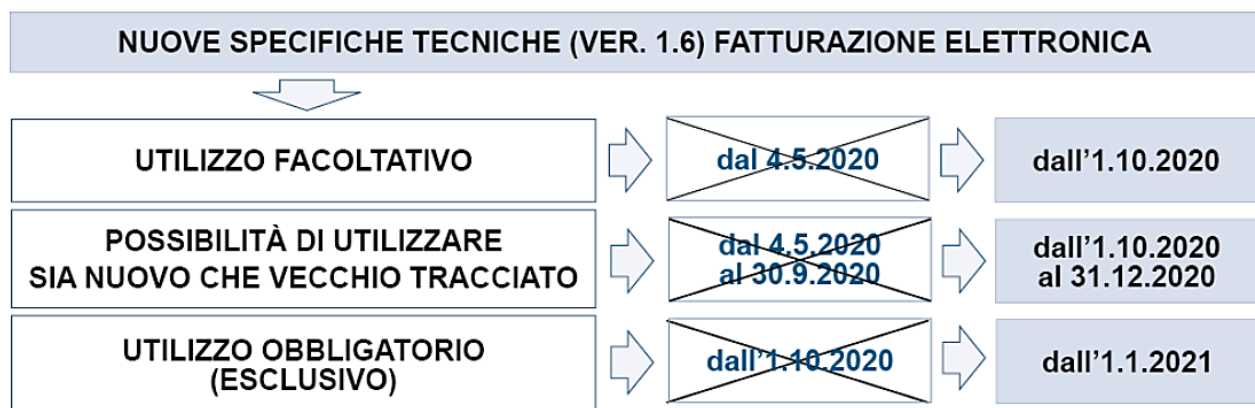 NUOVE SPECIFICHE TECNICHE (VER. 1.6) FATTURAZIONE ELETTRONICA
UTILIZZO FACOLTATIVO
dal 4.5.2020
dall'1.10.2020
POSSIBILITÀ DI UTILIZZARE
SIA NUOVO CHE VECCHIO TRACCIATO
dal 4.5.2020
al 30.9.2020
dall'1.10.2020
al 31.12.2020
UTILIZZO OBBLIGATORIO
(ESCLUSIVO)
dall'1.10.2020
dall'1.1.2021